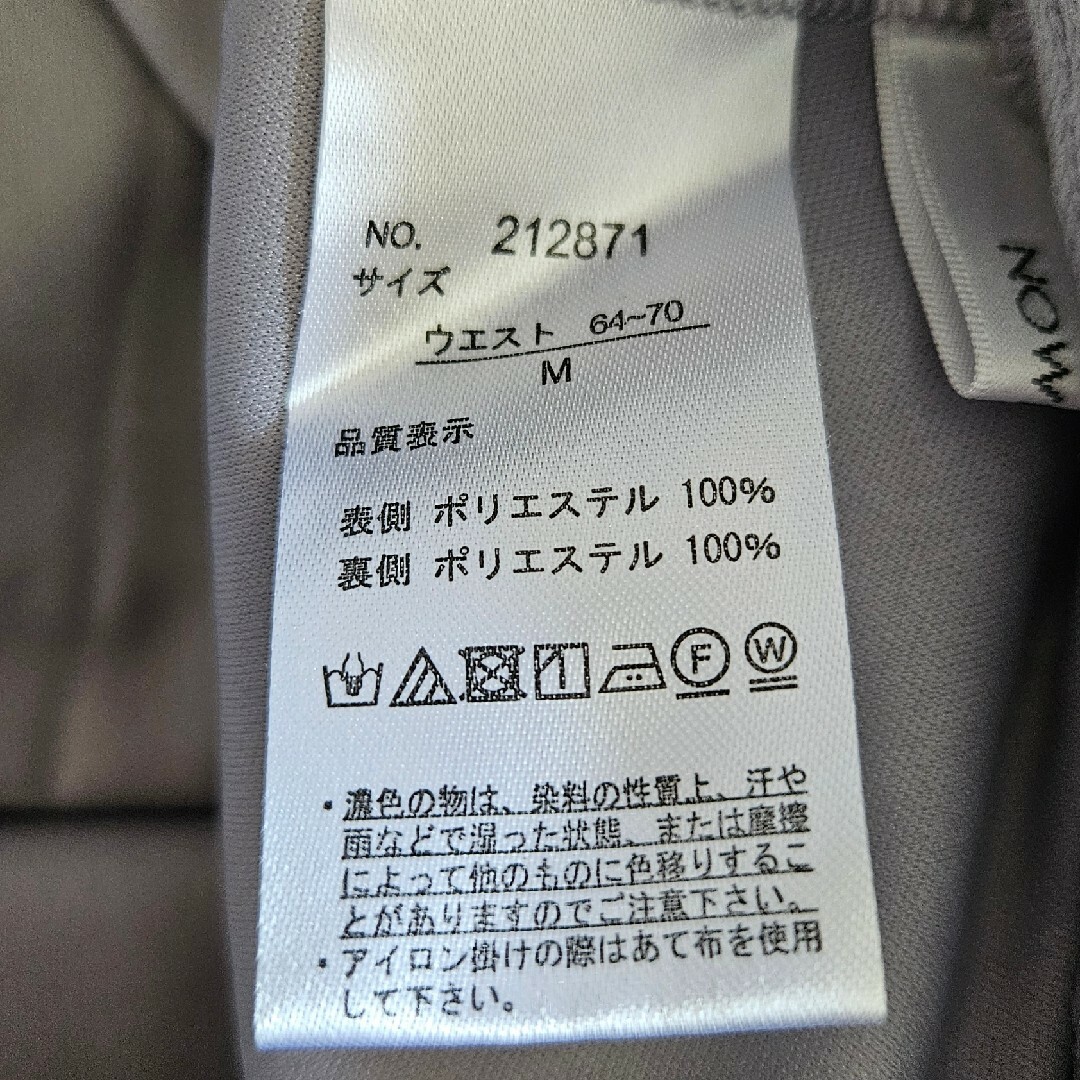 NO. 212871
サイズ
ウエスト 64~70
M
品質表示
表側 ポリエステル 100%
裏側 ポリエステル 100%
F W
・濃色の物は、染料の性質上、汗や
雨などで湿った状態、または摩擦
によって他のものに色移りするこ
とがありますのでご注意下さい。
・アイロン掛けの際はあて布を使用
して下さい。
NOW